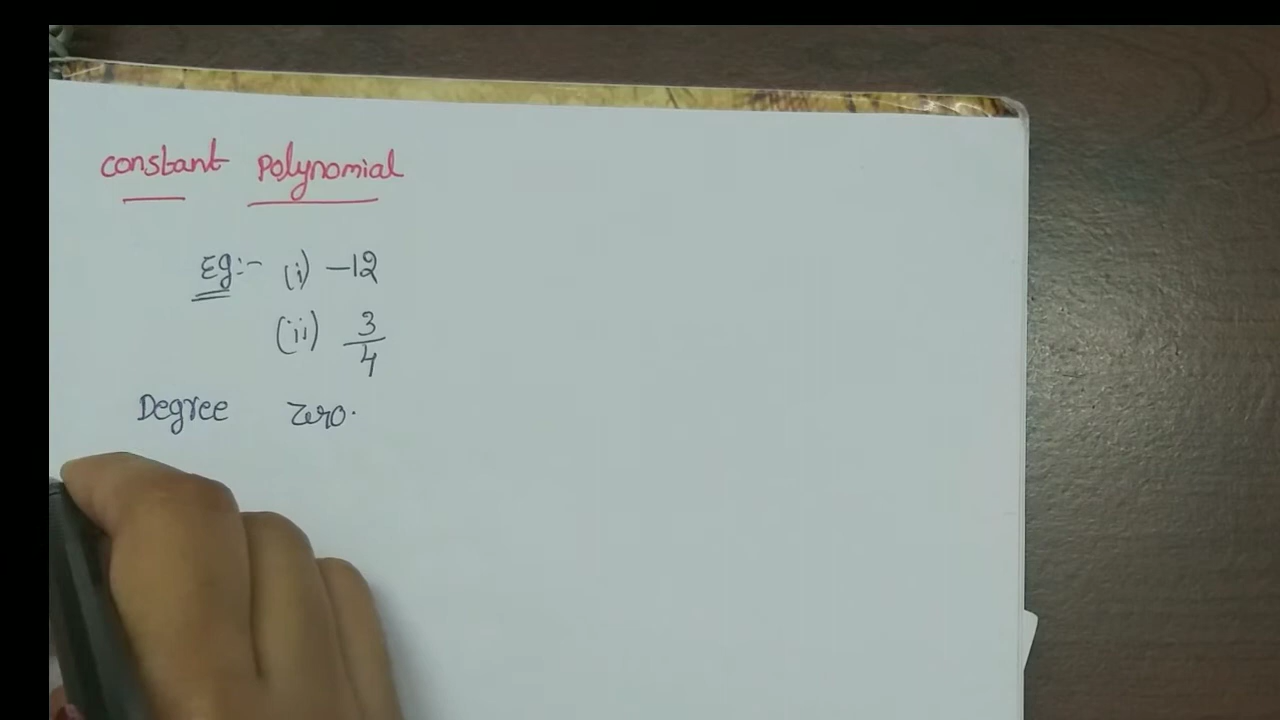 constant Polynomial
Eg:- (i) -12
(ii) 3/4
Degree zero.